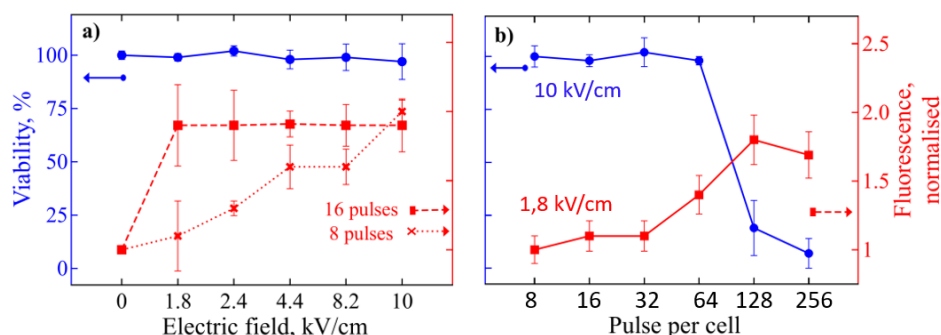 a)
Viability, %
100
75
50
25
0
16 pulses
8 pulses
0 1.8 2.4 4.4 8.2 10
Electric field, kV/cm
b)
10 kV/cm
1,8 kV/cm
8 16 32 64 128 256
Pulse per cell
2.5
2.0
1.5
1
Fluorescence,
normalised